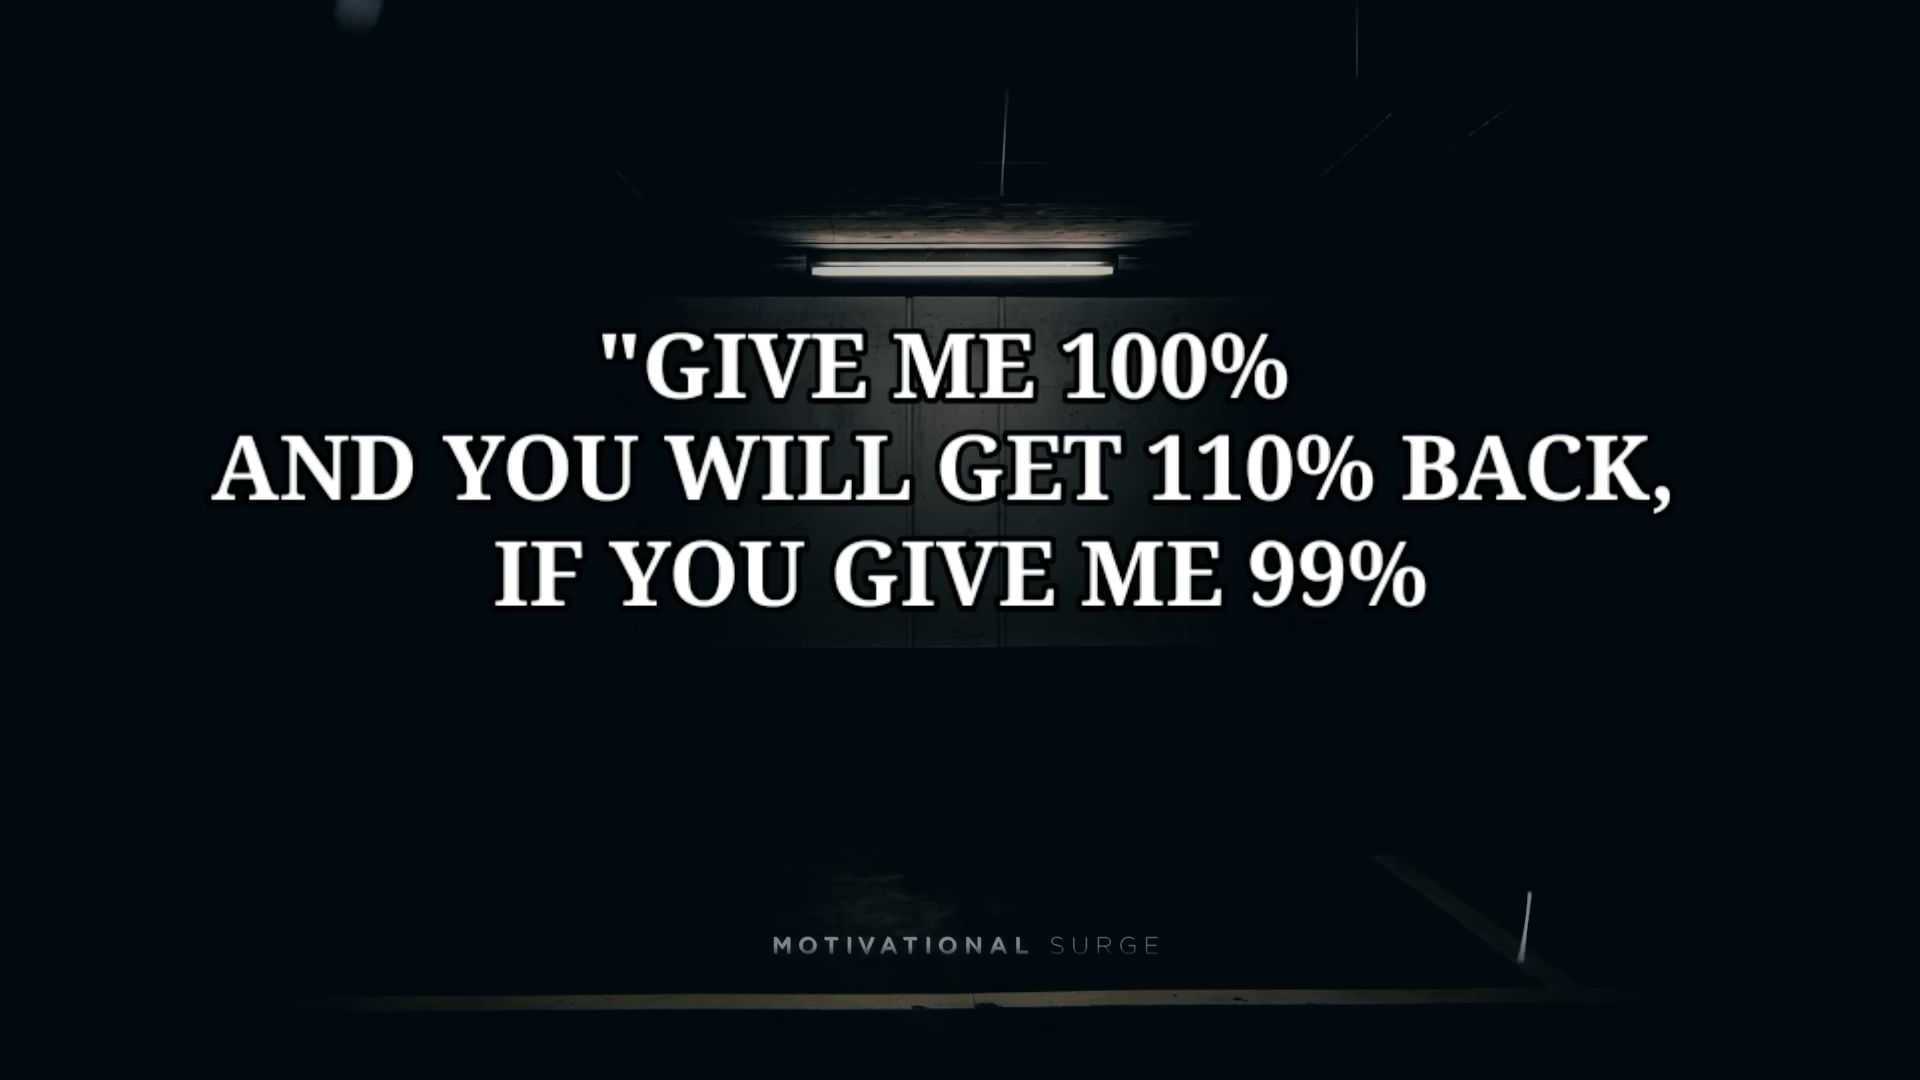 "GIVE ME 100%
AND YOU WILL GET 110% BACK,
IF YOU GIVE ME 99%
MOTIVATIONAL SURGE